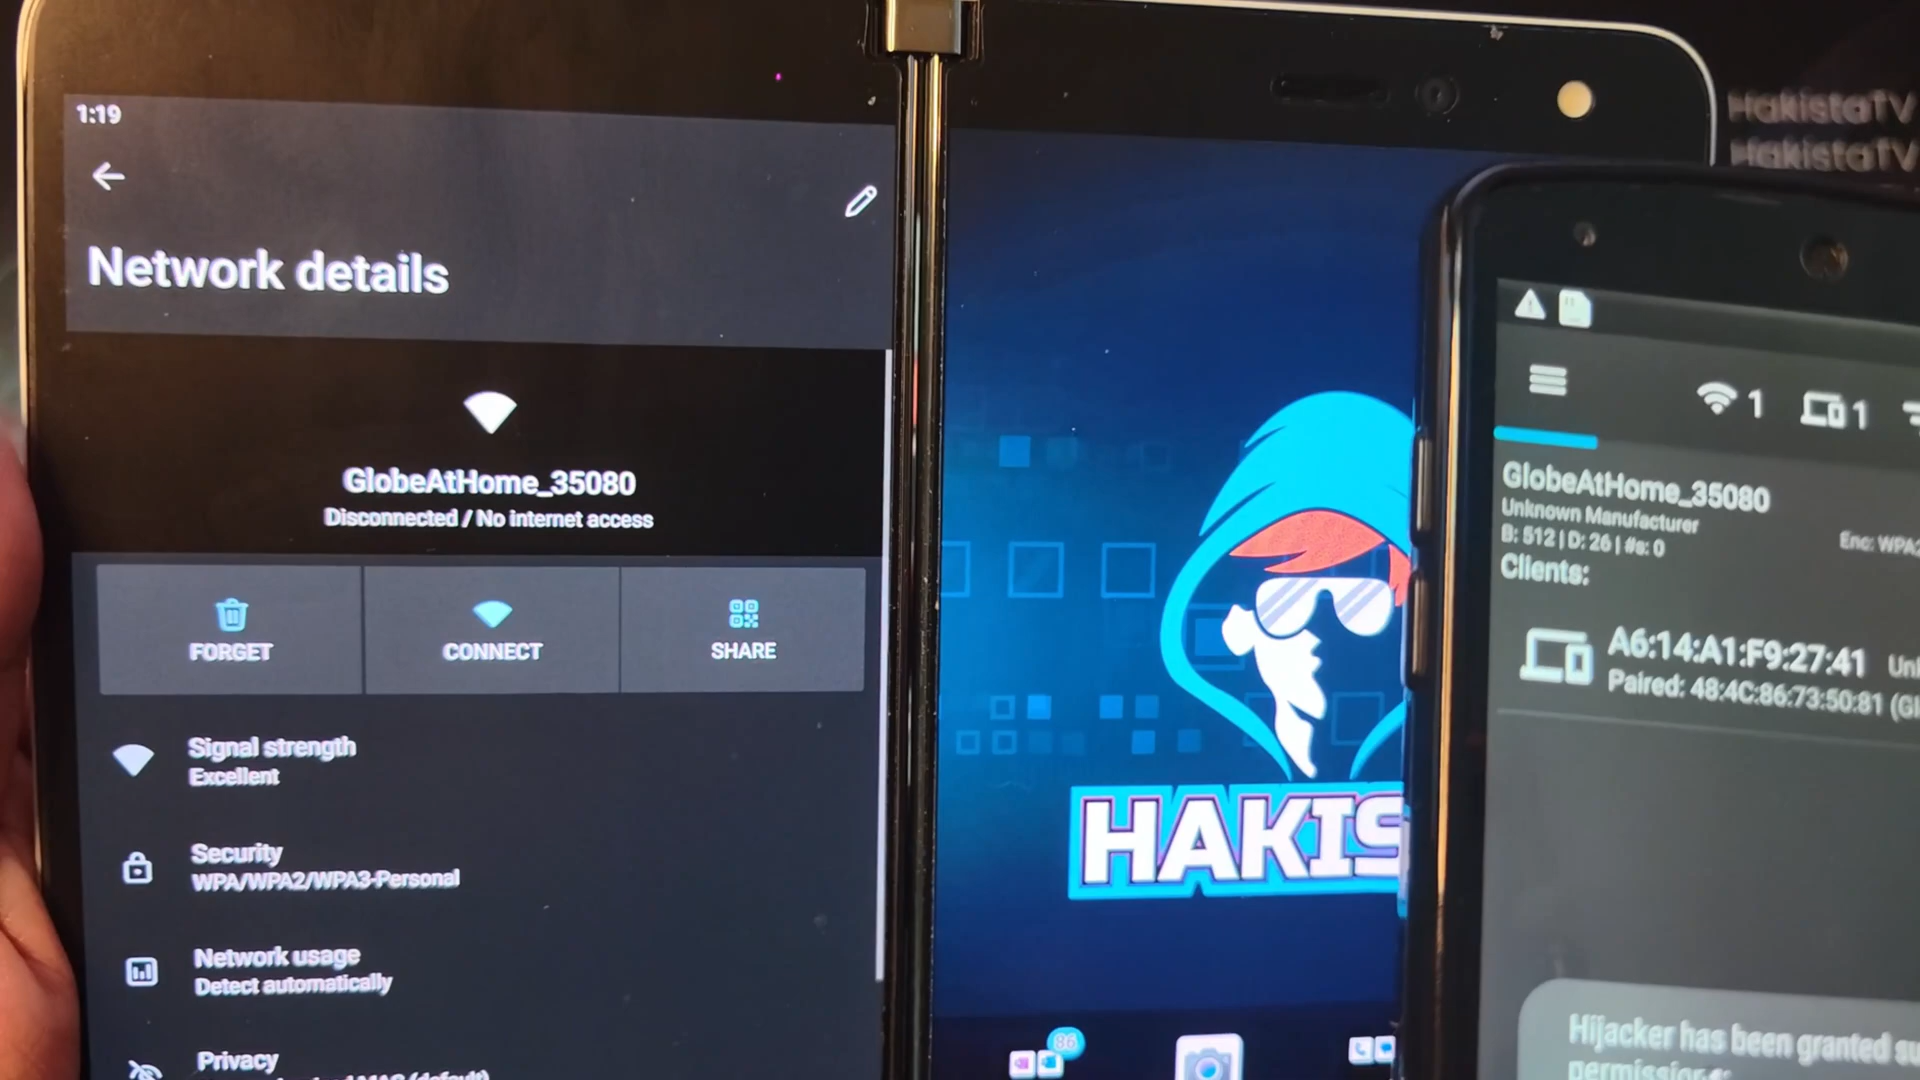 1:19
Network details
GlobeAtHome_35080
Disconnected / No internet access
FORGET
CONNECT
SHARE
Signal strength
Excellent
Security
WPA/WPA2/WPA3-Personal
Network usage
Detect automatically
Privacy
MAC (default)
86
HAKIS
HakistaTV
HakistaTV
1
1
GlobeAtHome_35080
Unknown Manufacturer
B: 512 | D: 26 | #s: 0
Enc: WPA2
Clients:
A6:14:A1:F9:27:41
Paired: 48:4C:86:73:50:81
Hijacker has been granted
permissions